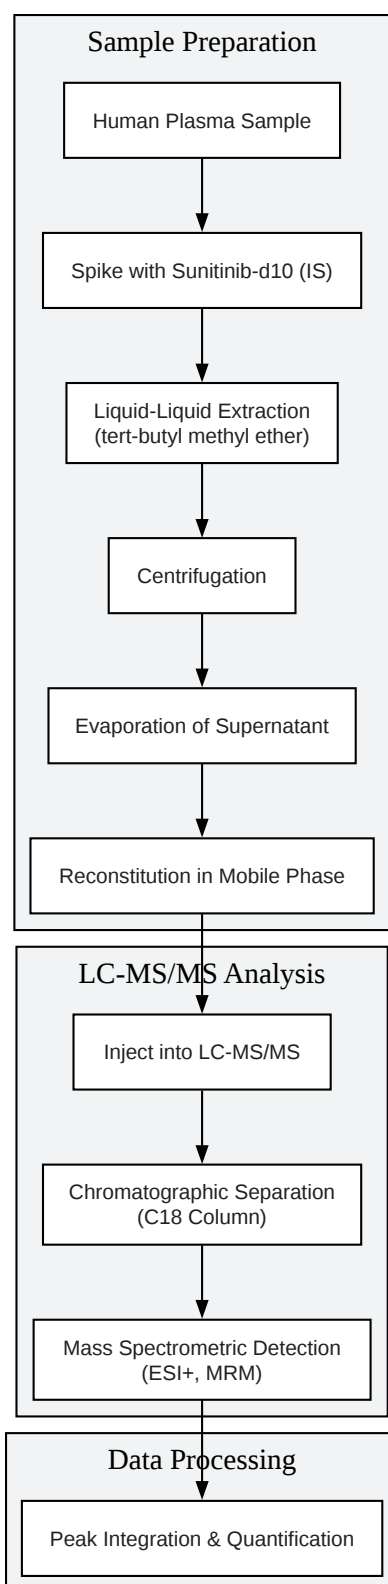 Sample Preparation
Human Plasma Sample
Spike with Sunitinib-d10 (IS)
Liquid-Liquid Extraction
(tert-butyl methyl ether)
Centrifugation
Evaporation of Supernatant
Reconstitution in Mobile Phase
LC-MS/MS Analysis
Inject into LC-MS/MS
Chromatographic Separation
(C18 Column)
Mass Spectrometric Detection
(ESI+, MRM)
Data Processing
Peak Integration & Quantification